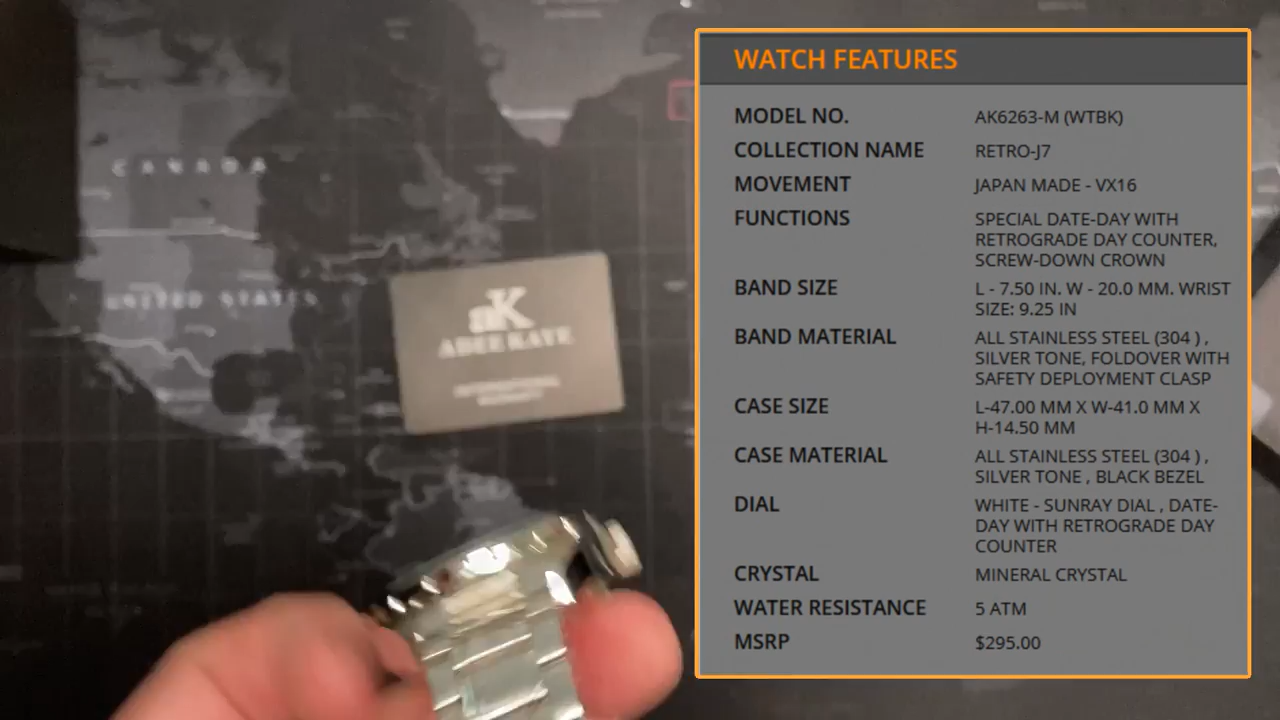 CANADA
UNITED STATES
aK
ADEE KAYE
INTERNATIONAL
WARRANTY
WATCH FEATURES
MODEL NO. AK6263-M (WTBK)
COLLECTION NAME RETRO-J7
MOVEMENT JAPAN MADE - VX16
FUNCTIONS SPECIAL DATE-DAY WITH
RETROGRADE DAY COUNTER,
SCREW-DOWN CROWN
BAND SIZE L - 7.50 IN. W - 20.0 MM. WRIST
SIZE: 9.25 IN
BAND MATERIAL ALL STAINLESS STEEL (304 ) ,
SILVER TONE, FOLDOVER WITH
SAFETY DEPLOYMENT CLASP
CASE SIZE L-47.00 MM X W-41.0 MM X
H-14.50 MM
CASE MATERIAL ALL STAINLESS STEEL (304 ) ,
SILVER TONE , BLACK BEZEL
DIAL WHITE - SUNRAY DIAL , DATE-
DAY WITH RETROGRADE DAY
COUNTER
CRYSTAL MINERAL CRYSTAL
WATER RESISTANCE 5 ATM
MSRP $295.00